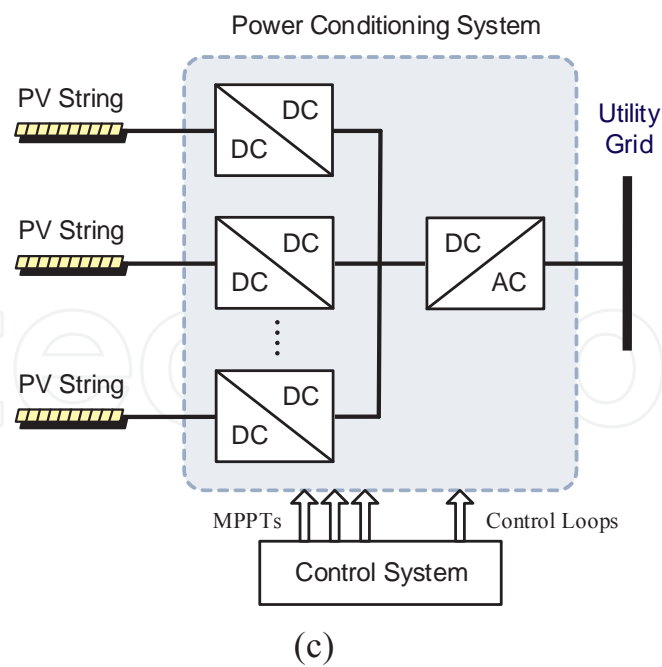 Power Conditioning System
PV String
DC
DC
Utility
Grid
PV String
DC
DC
DC
AC
PV String
DC
DC
MPPTs
Control Loops
Control System
(c)